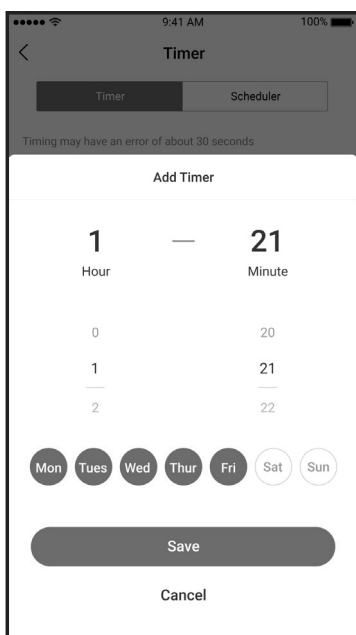 9:41 AM 100%
Timer
Timer Scheduler
Timing may have an error of about 30 seconds
Add Timer
1 — 21
Hour Minute
0 20
1 21
2 22
Mon Tues Wed Thur Fri Sat Sun
Save
Cancel